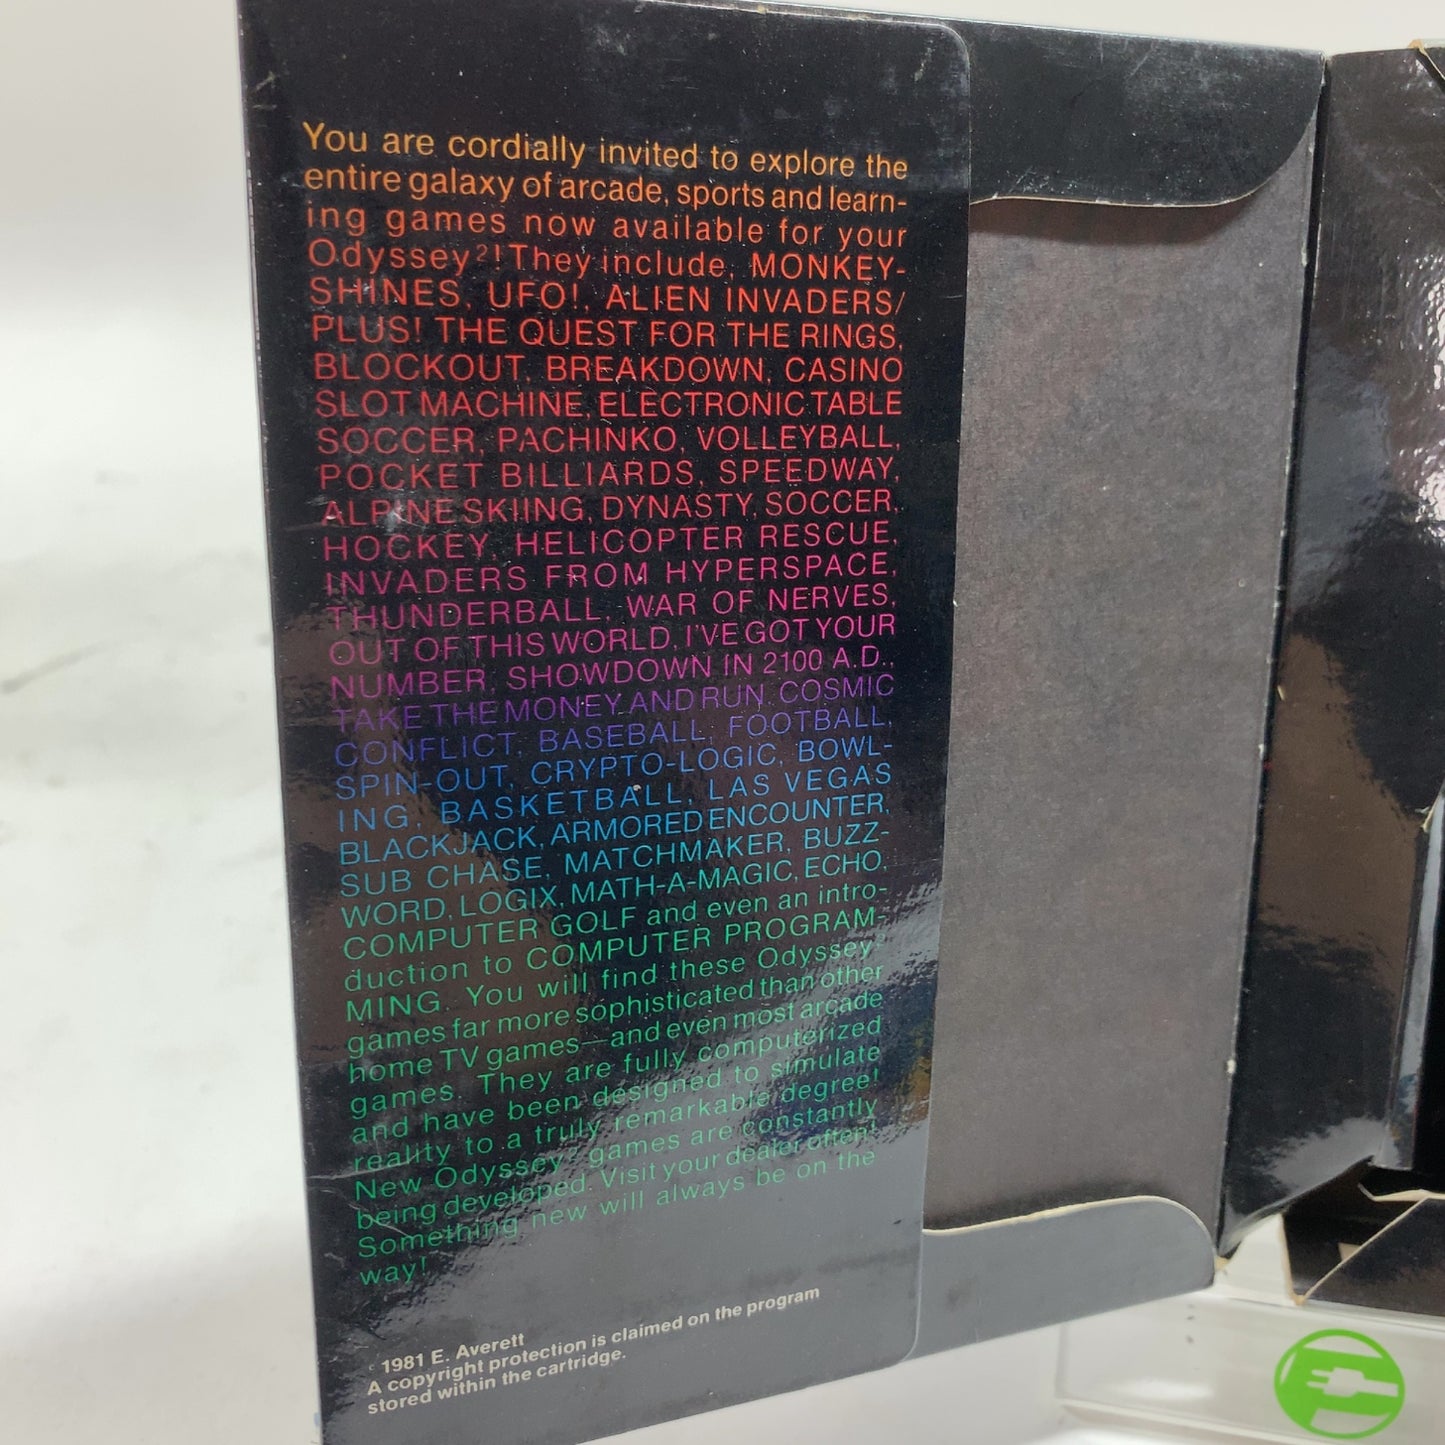 You are cordially invited to explore the
entire galaxy of arcade, sports and learn-
ing games now available for your
Odyssey²! They include, MONKEY-
SHINES, UFO!, ALIEN INVADERS/
PLUS! THE QUEST FOR THE RINGS,
BLOCKOUT, BREAKDOWN, CASINO
SLOT MACHINE, ELECTRONIC TABLE
SOCCER, PACHINKO, VOLLEYBALL,
POCKET BILLIARDS, SPEEDWAY,
ALPINE SKIING, DYNASTY, SOCCER,
HOCKEY, HELICOPTER RESCUE,
INVADERS FROM HYPERSPACE,
THUNDERBALL, WAR OF NERVES,
OUT OF THIS WORLD, I'VE GOT YOUR
NUMBER, SHOWDOWN IN 2100 A.D.,
TAKE THE MONEY AND RUN, COSMIC
CONFLICT, BASEBALL, FOOTBALL,
SPIN-OUT, CRYPTO-LOGIC, BOWL-
ING, BASKETBALL, LAS VEGAS
BLACKJACK, ARMORED ENCOUNTER,
SUB CHASE, MATCHMAKER, BUZZ-
WORD, LOGIX, MATH-A-MAGIC, ECHO,
COMPUTER GOLF and even an intro-
duction to COMPUTER PROGRAM-
MING. You will find these Odyssey²
games far more sophisticated than other
home TV games—and even most arcade
games. They are fully computerized
and have been designed to simulate
reality to a truly remarkable degree!
New Odyssey² games are constantly
being developed. Visit your dealer often!
Something new will always be on the
way!
c 1981 E. Averett
A copyright protection is claimed on the program
stored within the cartridge.